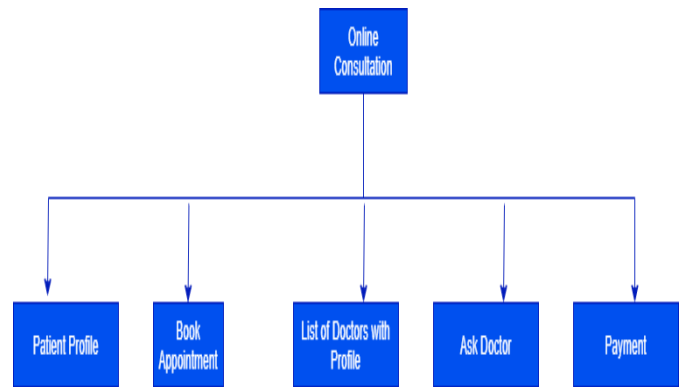 Online
Consultation
Patient Profile
Book
Appointment
List of Doctors with
Profile
Ask Doctor
Payment